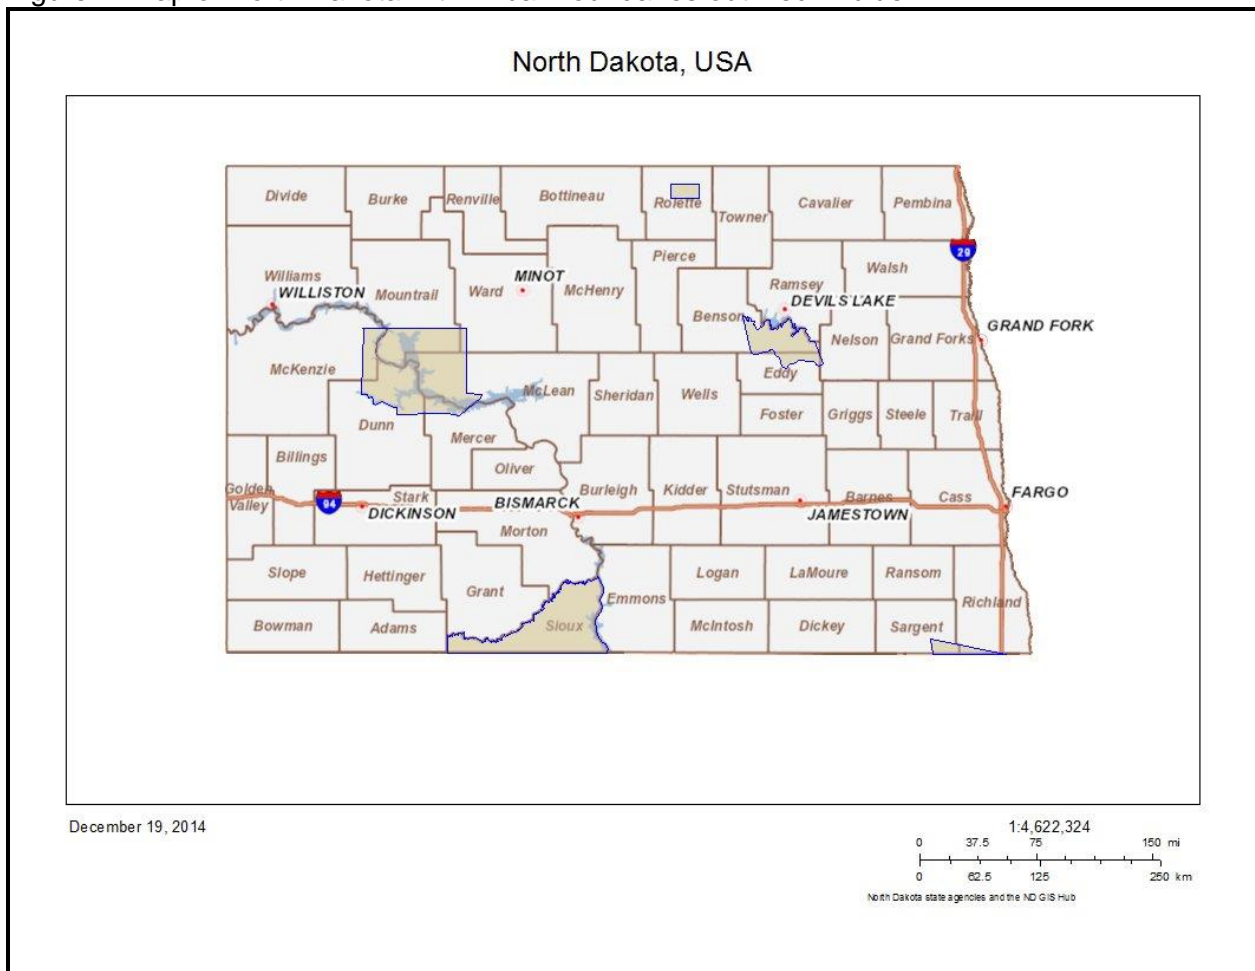 North Dakota, USA
Divide
Burke
Renville
Bottineau
Rolette
Towner
Cavalier
Pembina
Pierce
29
Walsh
Williams
WILLISTON
Mountrail
Ward
MINOT
McHenry
Ramsey
DEVILS LAKE
Benson
Nelson
Grand Forks
GRAND FORK
McKenzie
Eddy
McLean
Sheridan
Wells
Foster
Griggs
Steele
Traill
Dunn
Mercer
Billings
Oliver
Golden
Valley
94
Stark
DICKINSON
BISMARCK
Burleigh
Kidder
Stutsman
JAMESTOWN
Barnes
Cass
FARGO
Morton
Slope
Hettinger
Grant
Emmons
Logan
LaMoure
Ransom
Richland
Bowman
Adams
Sioux
McIntosh
Dickey
Sargent
December 19, 2014
1:4,622,324
0 37.5 75 150 mi
0 62.5 125 250 km
North Dakota state agencies and the ND GIS Hub